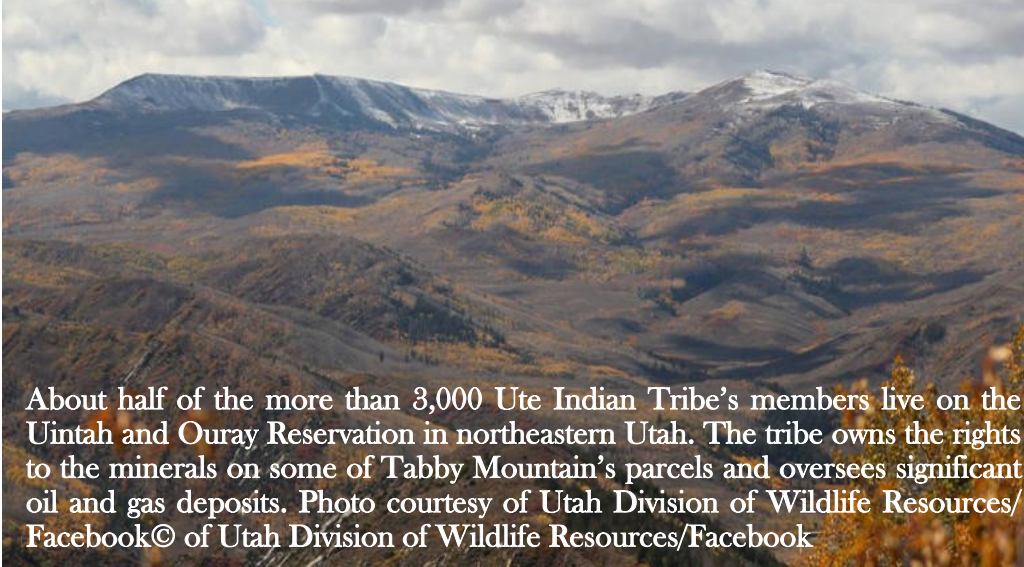 About half of the more than 3,000 Ute Indian Tribe’s members live on the
Uintah and Ouray Reservation in northeastern Utah. The tribe owns the rights
to the minerals on some of Tabby Mountain’s parcels and oversees significant
oil and gas deposits. Photo courtesy of Utah Division of Wildlife Resources/
Facebook© of Utah Division of Wildlife Resources/Facebook